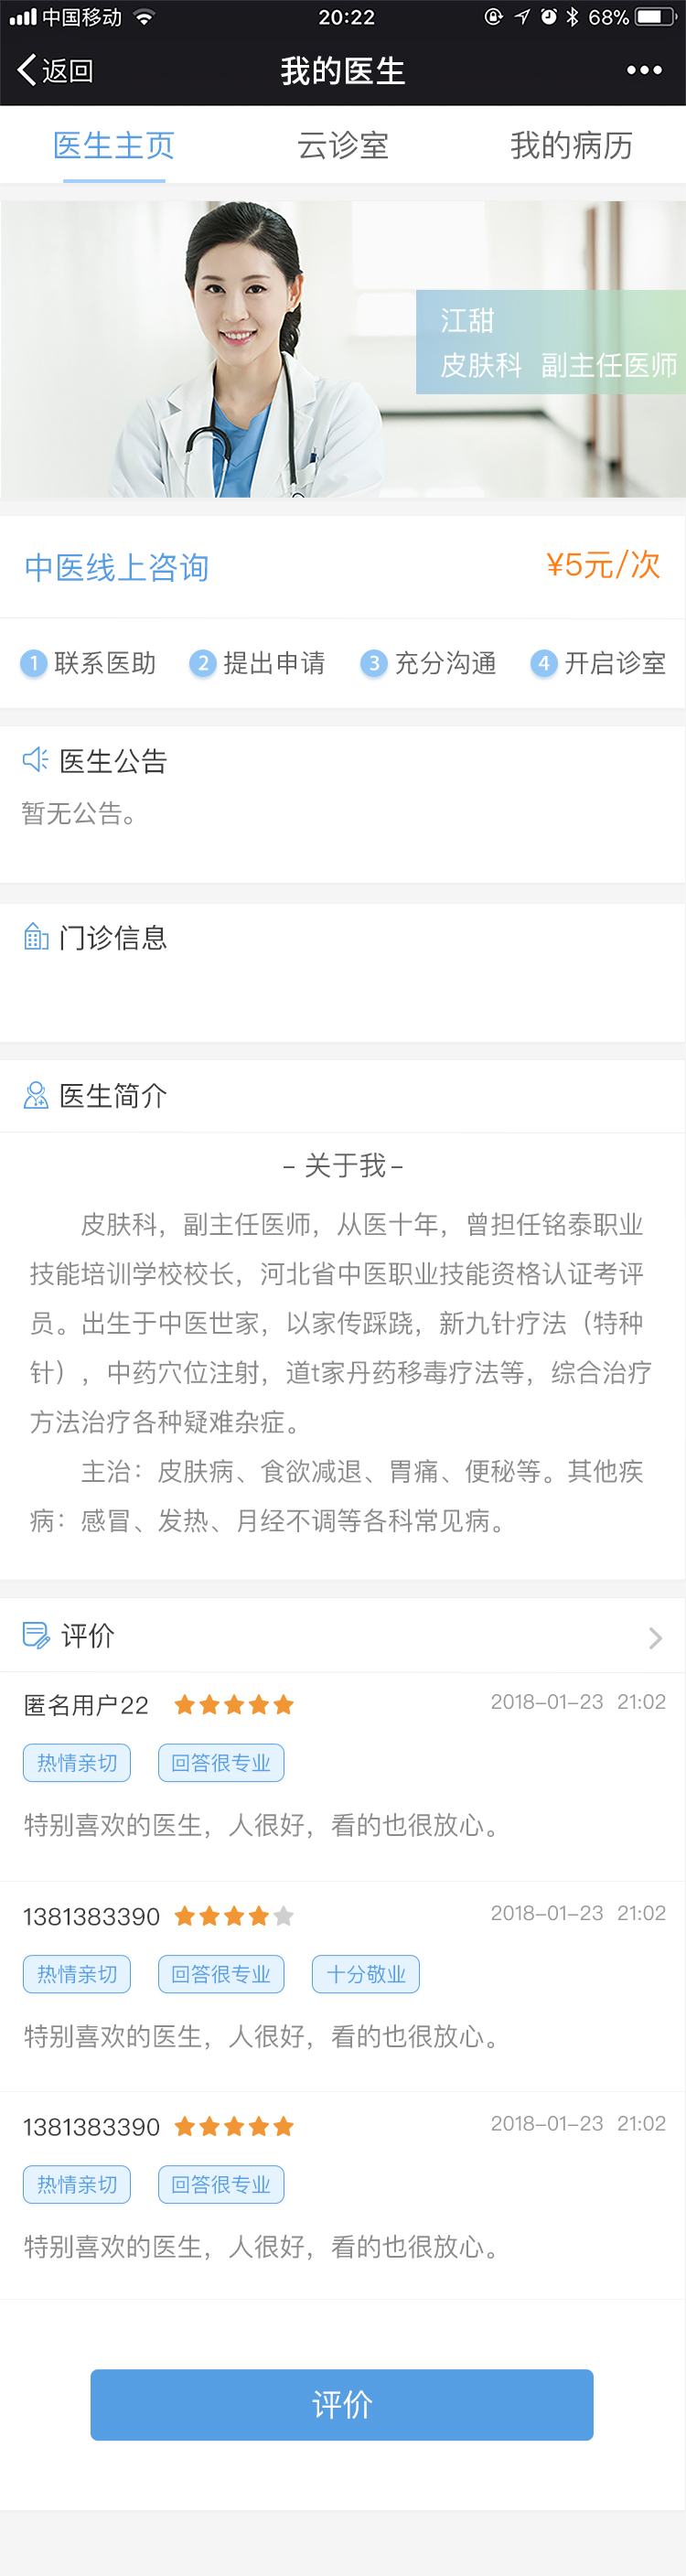 中国移动 20:22 68%
返回 我的医生
医生主页 云诊室 我的病历
江甜
皮肤科 副主任医师
中医线上咨询 ¥5元/次
1 联系医助 2 提出申请 3 充分沟通 4 开启诊室
医生公告
暂无公告。
门诊信息
医生简介
- 关于我-
皮肤科，副主任医师，从医十年，曾担任铭泰职业
技能培训学校校长，河北省中医职业技能资格认证考评
员。出生于中医世家，以家传踩跷，新九针疗法（特种
针），中药穴位注射，道t家丹药移毒疗法等，综合治疗
方法治疗各种疑难杂症。
主治：皮肤病、食欲减退、胃痛、便秘等。其他疾
病：感冒、发热、月经不调等各科常见病。
评价
匿名用户22 2018-01-23 21:02
热情亲切 回答很专业
特别喜欢的医生，人很好，看的也很放心。
1381383390 2018-01-23 21:02
热情亲切 回答很专业 十分敬业
特别喜欢的医生，人很好，看的也很放心。
1381383390 2018-01-23 21:02
热情亲切 回答很专业
特别喜欢的医生，人很好，看的也很放心。
评价